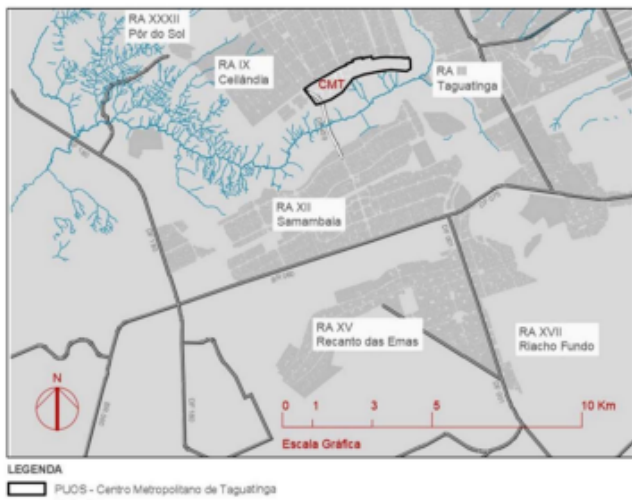 RA XXXII
Pôr do Sol
RA IX
Ceilândia
CMT
RA III
Taguatinga
RA XII
Samambaia
RA XV
Recanto das Emas
RA XVII
Riacho Fundo
N
0 1 3 5 10 Km
Escala Gráfica
LEGENDA
PUOS - Centro Metropolitano de Taguatinga